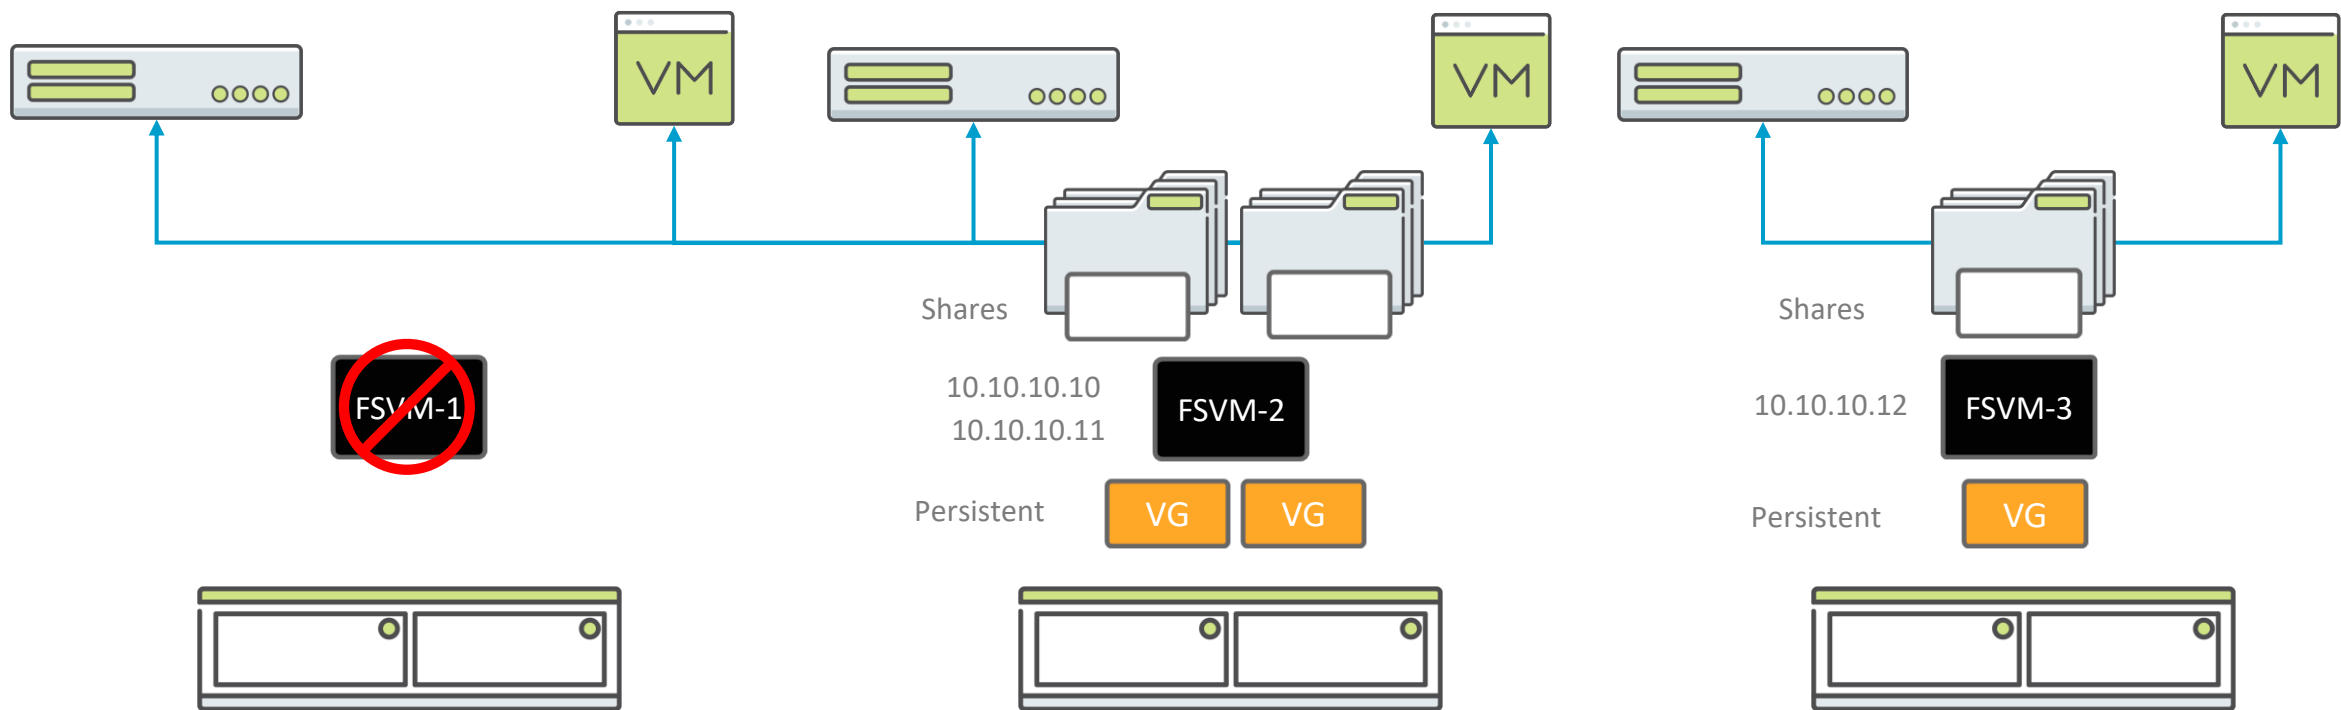 VM
VM
VM
Shares
Shares
FSVM-1
10.10.10.10
10.10.10.11
FSVM-2
10.10.10.12
FSVM-3
Persistent
VG
VG
Persistent
VG